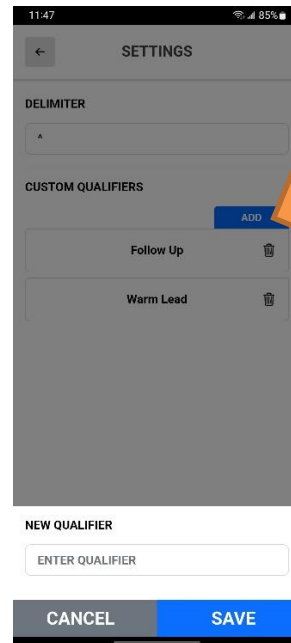 11:47 85%
SETTINGS
DELIMITER
^
CUSTOM QUALIFIERS
ADD
Follow Up
Warm Lead
NEW QUALIFIER
ENTER QUALIFIER
CANCEL SAVE